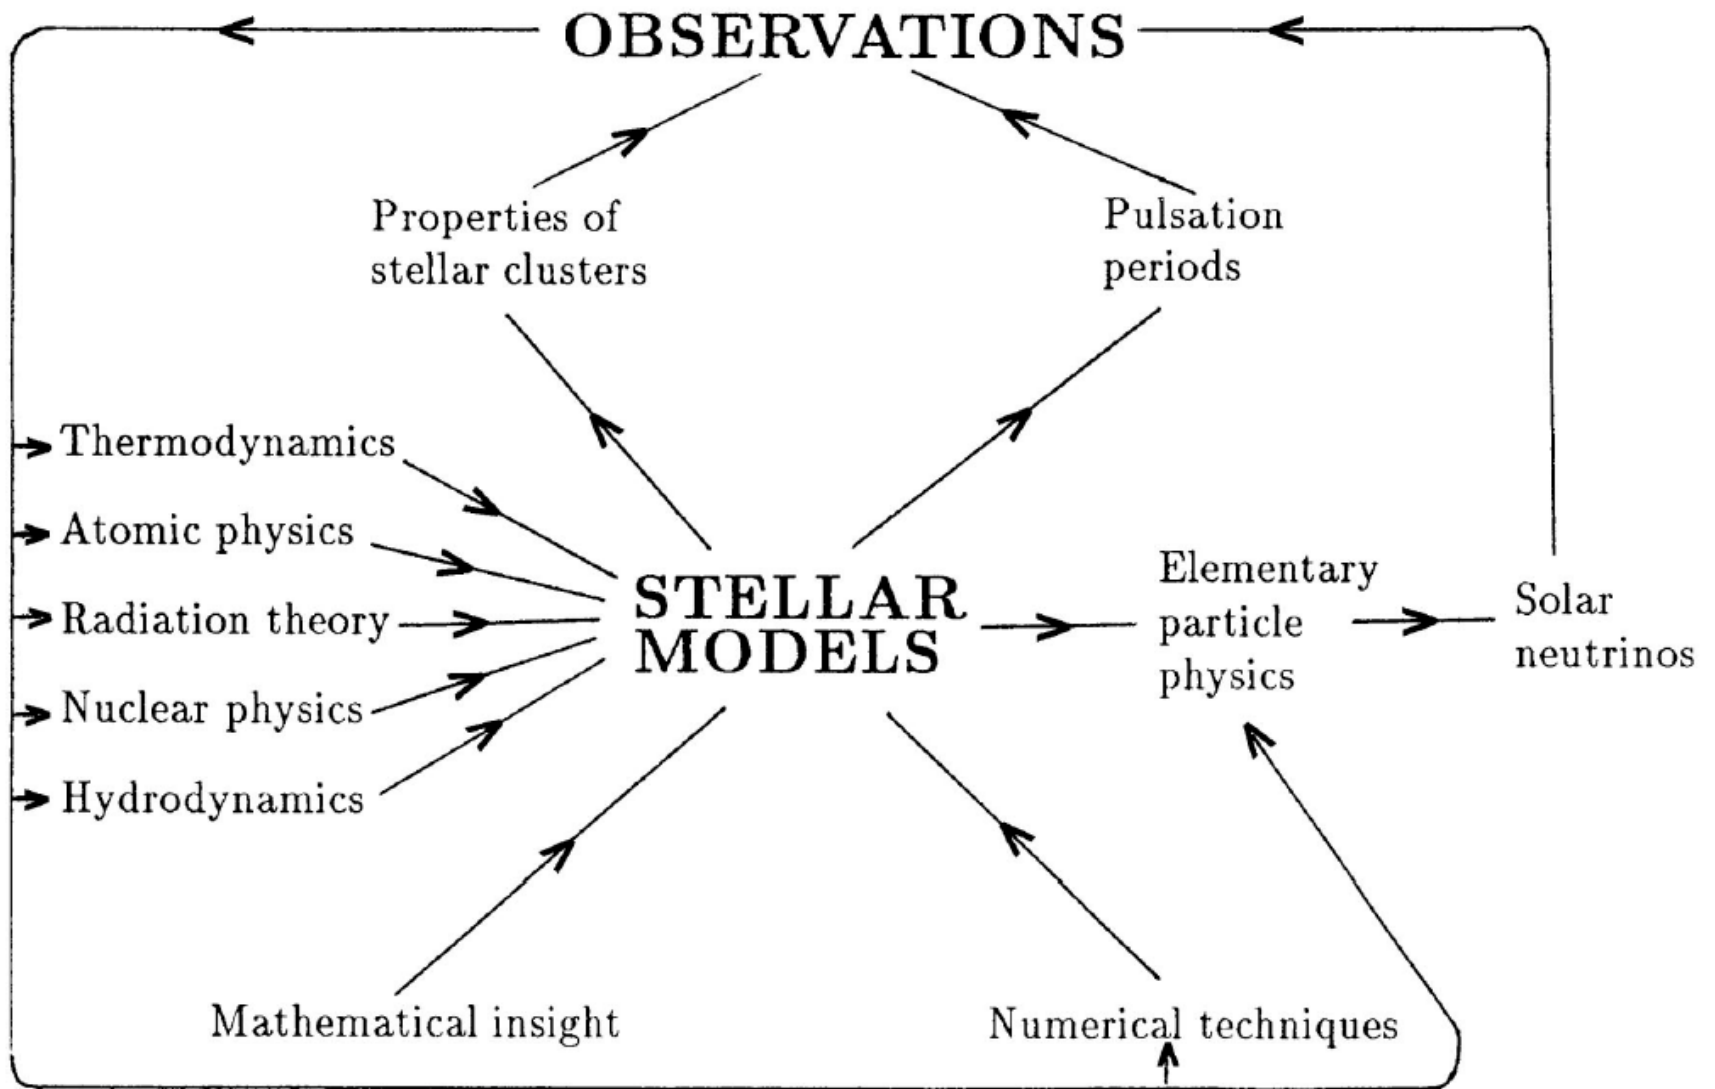 OBSERVATIONS
Properties of
stellar clusters
Pulsation
periods
Thermodynamics
Atomic physics
Radiation theory
Nuclear physics
Hydrodynamics
STELLAR
MODELS
Elementary
particle
physics
Solar
neutrinos
Mathematical insight
Numerical techniques